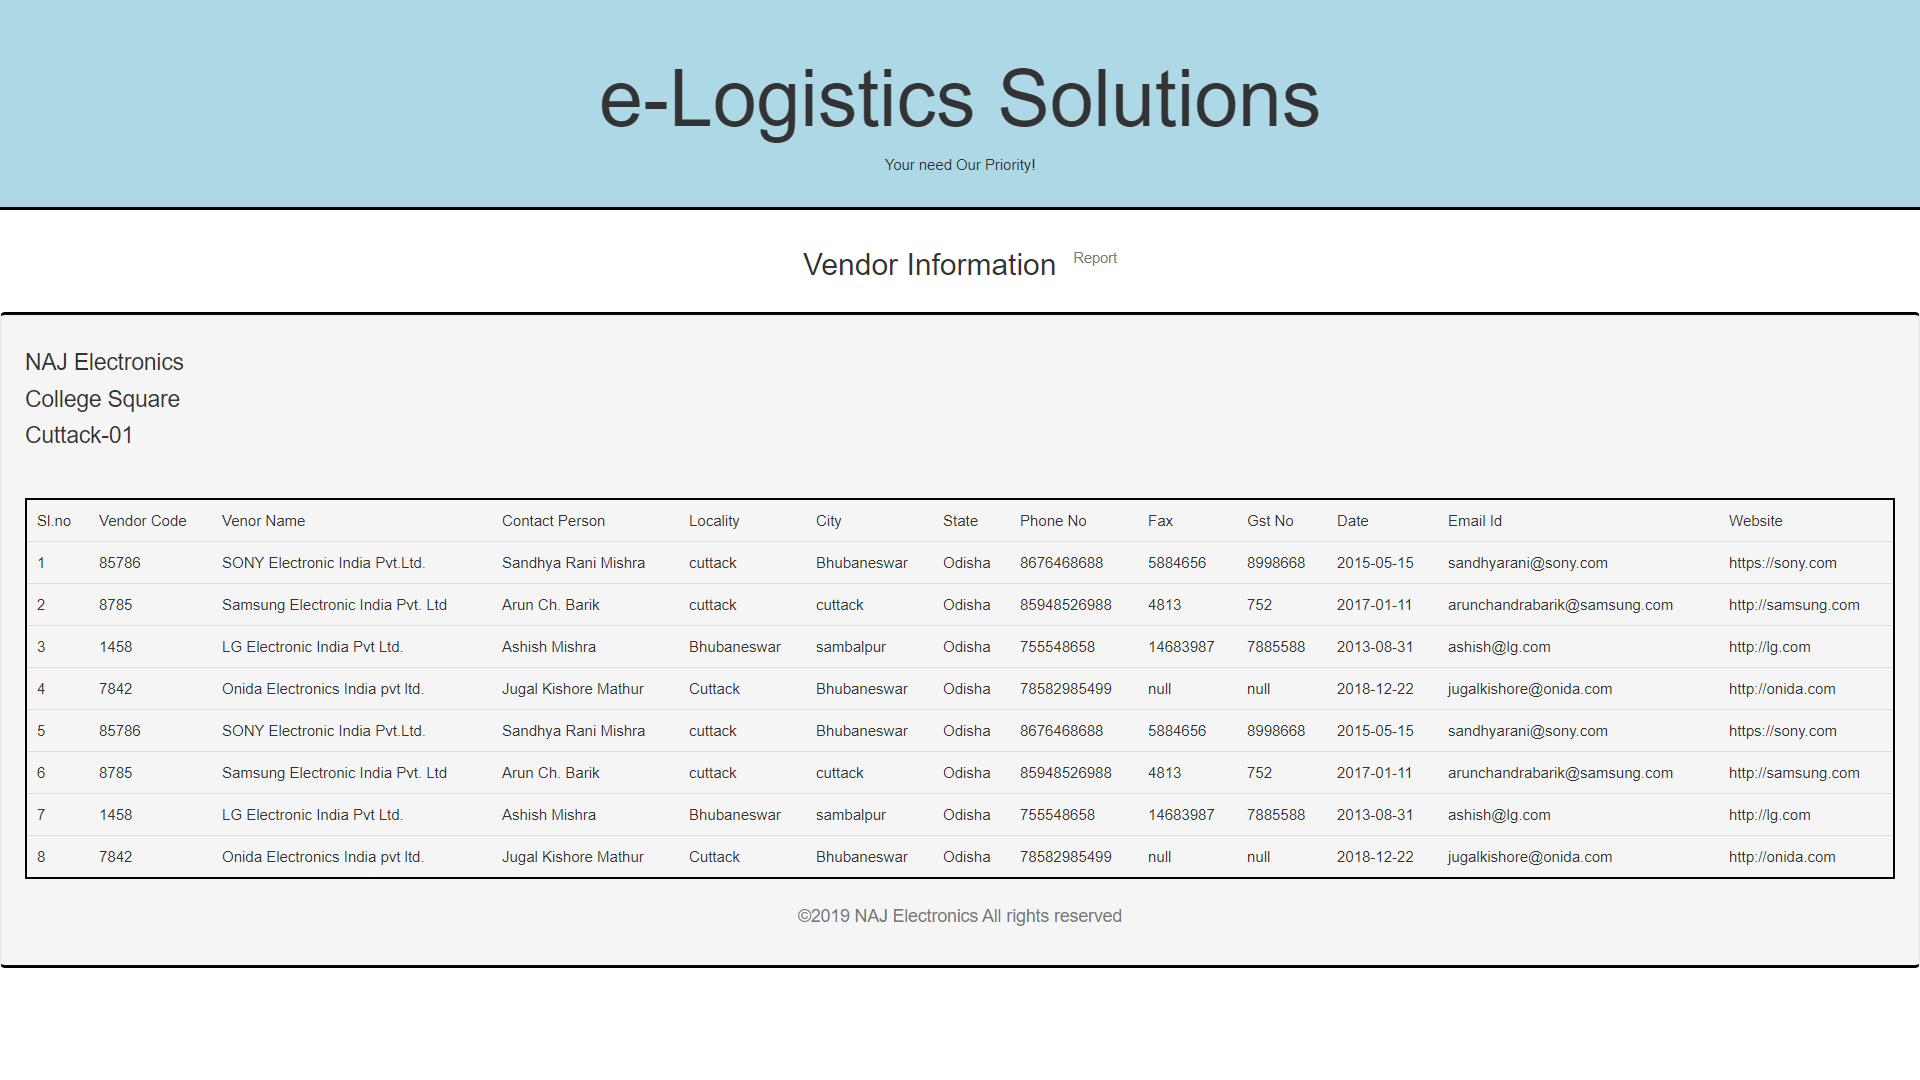 e-Logistics Solutions
Your need Our Priority!
Vendor Information Report
NAJ Electronics
College Square
Cuttack-01
Sl.no Vendor Code Venor Name Contact Person Locality City State Phone No Fax Gst No Date Email Id Website
1 85786 SONY Electronic India Pvt.Ltd. Sandhya Rani Mishra cuttack Bhubaneswar Odisha 8676468688 5884656 8998668 2015-05-15 sandhyarani@sony.com https://sony.com
2 8785 Samsung Electronic India Pvt. Ltd Arun Ch. Barik cuttack cuttack Odisha 85948526988 4813 752 2017-01-11 arunchandrabarik@samsung.com http://samsung.com
3 1458 LG Electronic India Pvt Ltd. Ashish Mishra Bhubaneswar sambalpur Odisha 755548658 14683987 7885588 2013-08-31 ashish@lg.com http://lg.com
4 7842 Onida Electronics India pvt ltd. Jugal Kishore Mathur Cuttack Bhubaneswar Odisha 78582985499 null null 2018-12-22 jugalkishore@onida.com http://onida.com
5 85786 SONY Electronic India Pvt.Ltd. Sandhya Rani Mishra cuttack Bhubaneswar Odisha 8676468688 5884656 8998668 2015-05-15 sandhyarani@sony.com https://sony.com
6 8785 Samsung Electronic India Pvt. Ltd Arun Ch. Barik cuttack cuttack Odisha 85948526988 4813 752 2017-01-11 arunchandrabarik@samsung.com http://samsung.com
7 1458 LG Electronic India Pvt Ltd. Ashish Mishra Bhubaneswar sambalpur Odisha 755548658 14683987 7885588 2013-08-31 ashish@lg.com http://lg.com
8 7842 Onida Electronics India pvt ltd. Jugal Kishore Mathur Cuttack Bhubaneswar Odisha 78582985499 null null 2018-12-22 jugalkishore@onida.com http://onida.com
©2019 NAJ Electronics All rights reserved